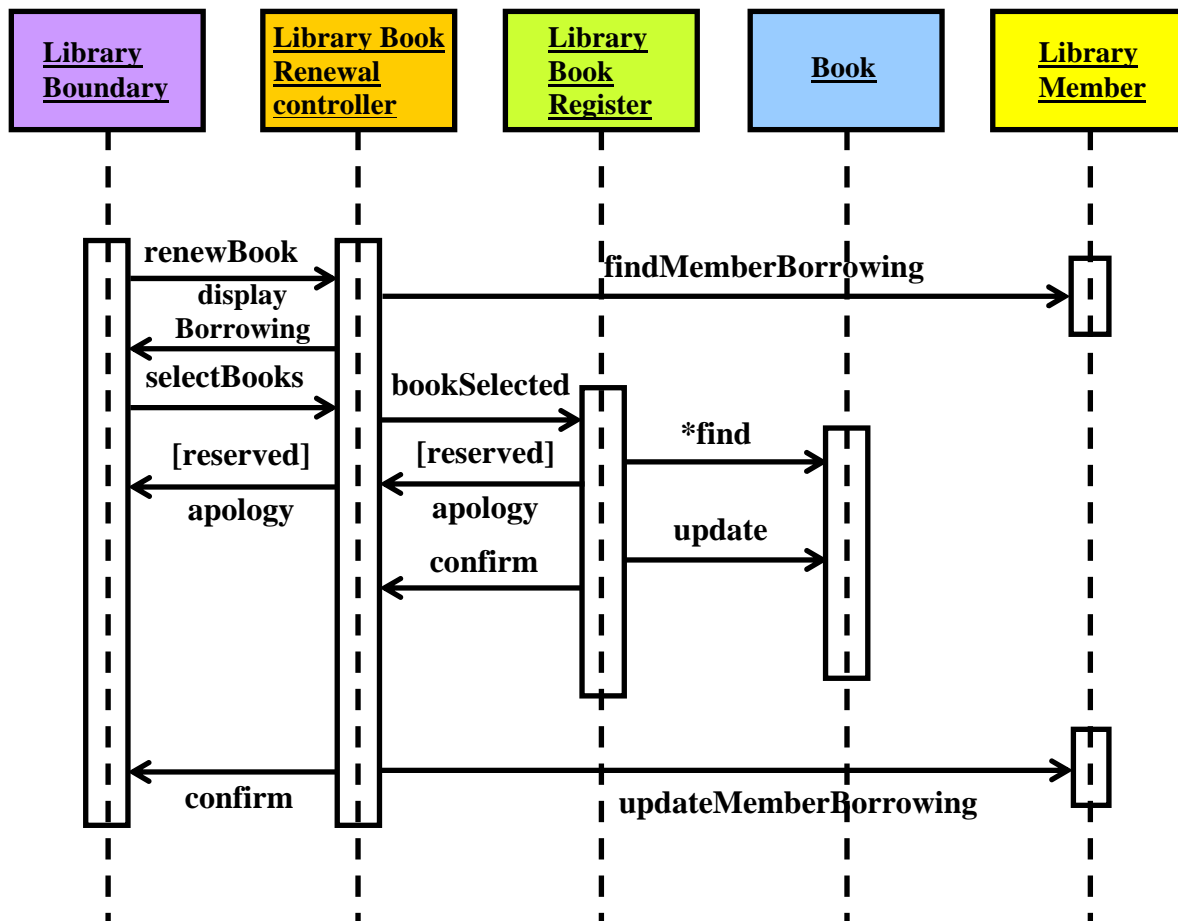 Library
Boundary
Library Book
Renewal
controller
Library
Book
Register
Book
Library
Member
renewBook
findMemberBorrowing
display
Borrowing
selectBooks
bookSelected
*find
[reserved]
[reserved]
apology
apology
update
confirm
confirm
updateMemberBorrowing